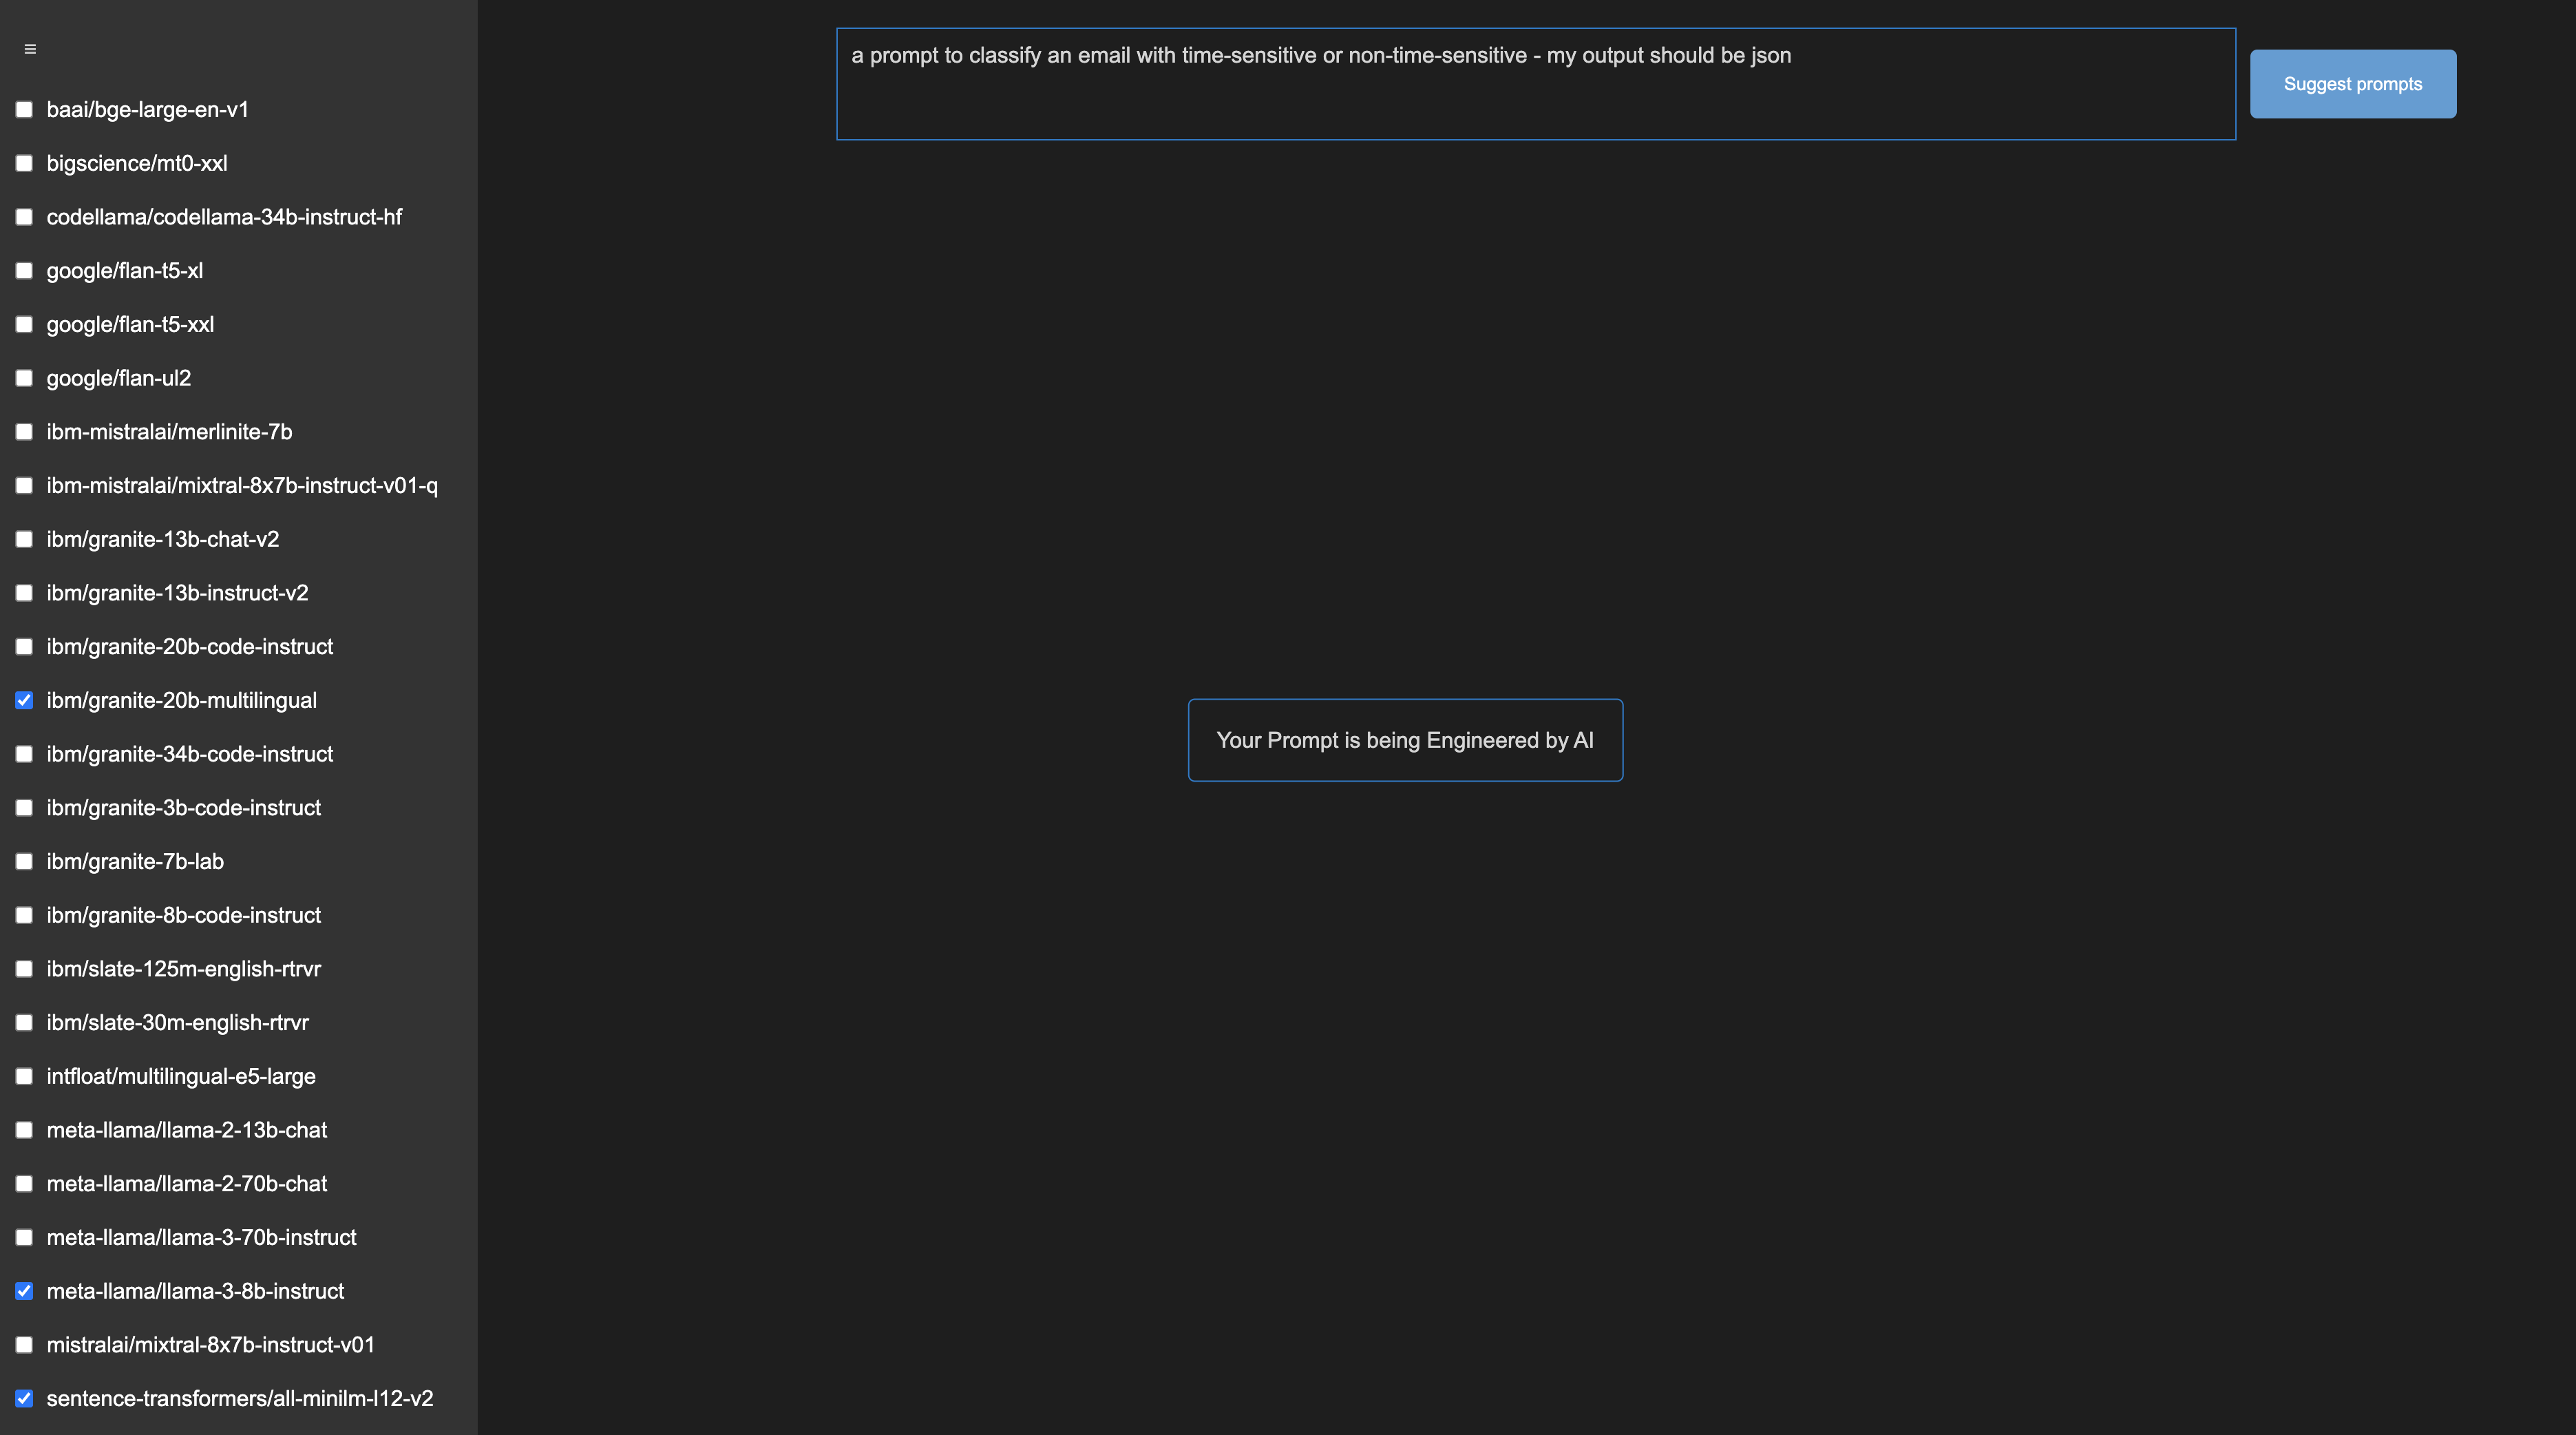 ≡
baai/bge-large-en-v1
bigscience/mt0-xxl
codellama/codellama-34b-instruct-hf
google/flan-t5-xl
google/flan-t5-xxl
google/flan-ul2
ibm-mistralai/merlinite-7b
ibm-mistralai/mixtral-8x7b-instruct-v01-q
ibm/granite-13b-chat-v2
ibm/granite-13b-instruct-v2
ibm/granite-20b-code-instruct
ibm/granite-20b-multilingual
ibm/granite-34b-code-instruct
ibm/granite-3b-code-instruct
ibm/granite-7b-lab
ibm/granite-8b-code-instruct
ibm/slate-125m-english-rtrvr
ibm/slate-30m-english-rtrvr
intfloat/multilingual-e5-large
meta-llama/llama-2-13b-chat
meta-llama/llama-2-70b-chat
meta-llama/llama-3-70b-instruct
meta-llama/llama-3-8b-instruct
mistralai/mixtral-8x7b-instruct-v01
sentence-transformers/all-minilm-l12-v2
a prompt to classify an email with time-sensitive or non-time-sensitive - my output should be json
Suggest prompts
Your Prompt is being Engineered by AI